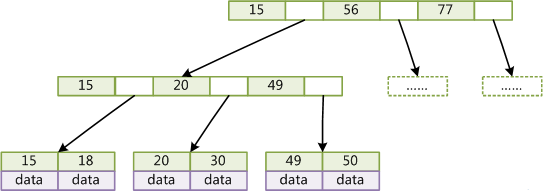 15 56 77
15 20 49 ...... ......
15 18 20 30 49 50
data data data data data data